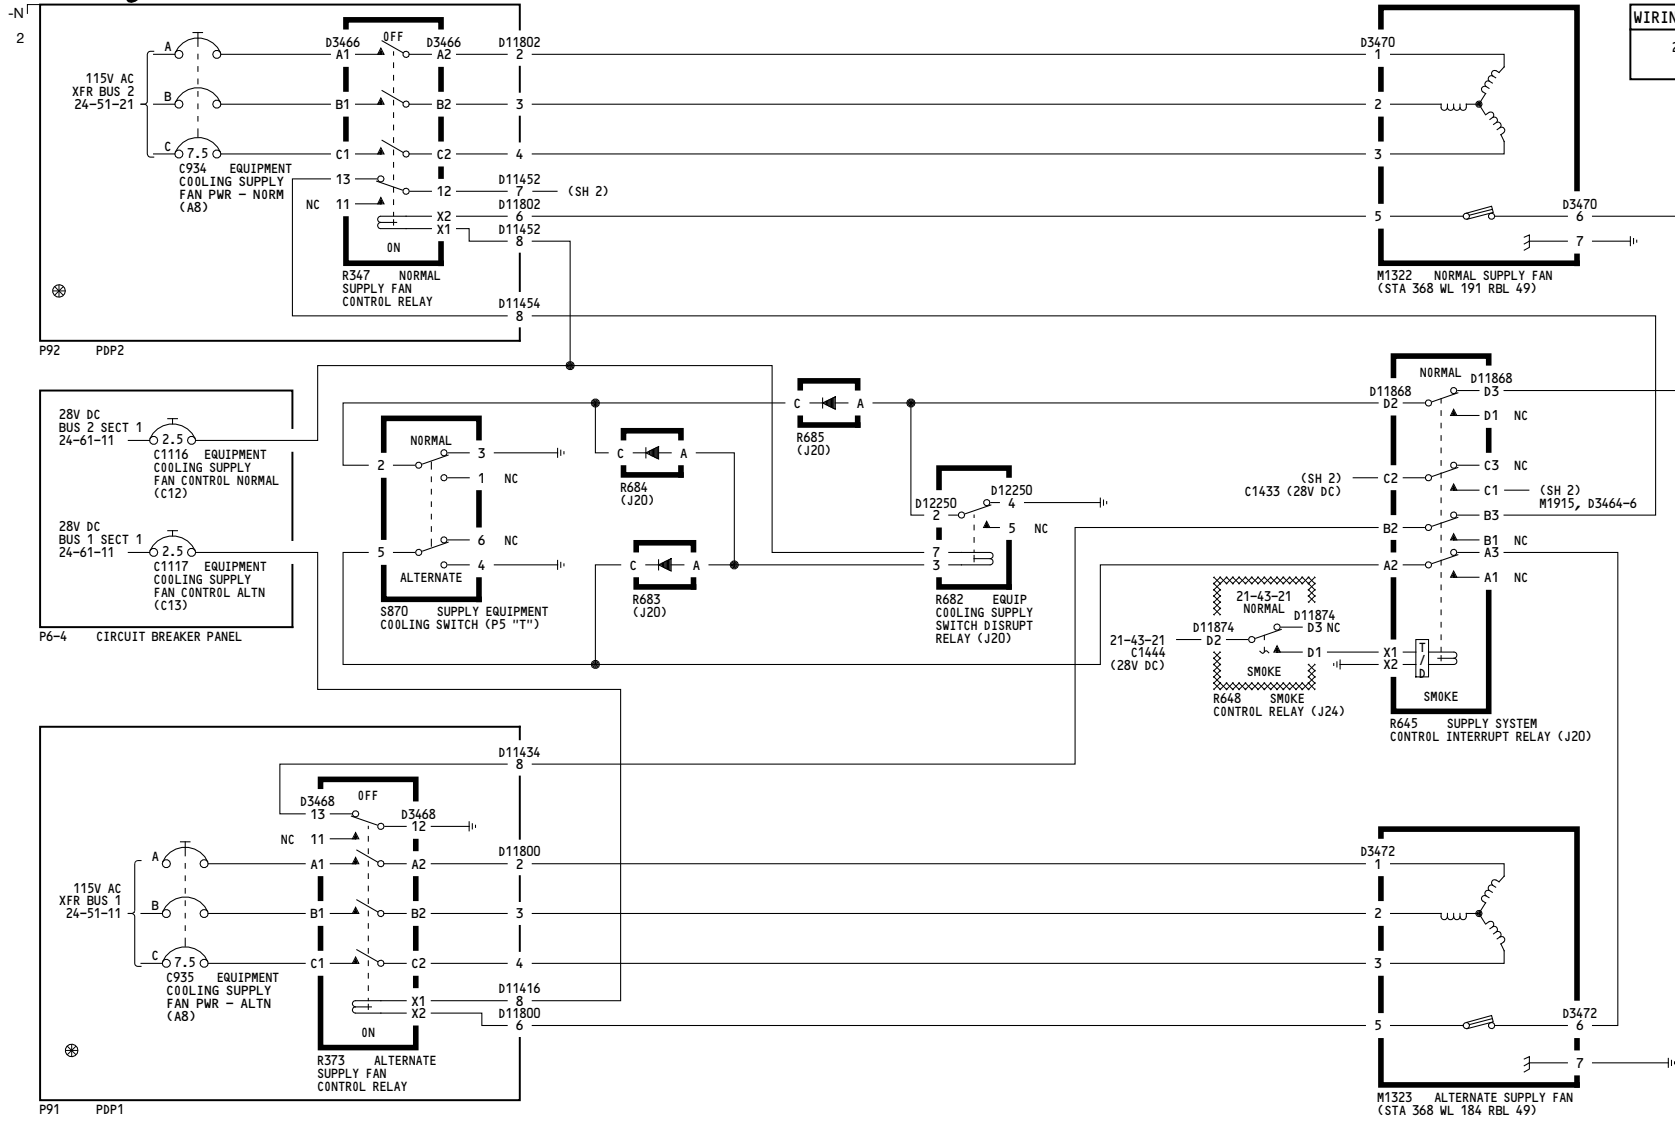 -N
2
WIRIN
2
A
B
C
115V AC
XFR BUS 2
24-51-21
7.5
C934 EQUIPMENT
COOLING SUPPLY
FAN PWR - NORM
(A8)
D3466 OFF D3466 D11802
A1 A2 2
B1 B2 3
C1 C2 4
13 12 D11452
7 (SH 2)
NC 11
X2 D11802
6
X1 D11452
8
ON
R347 NORMAL
SUPPLY FAN
CONTROL RELAY
D11454
8
P92 PDP2
D3470
1
2
3
5
D3470
6
7
M1322 NORMAL SUPPLY FAN
(STA 368 WL 191 RBL 49)
28V DC
BUS 2 SECT 1
24-61-11
2.5
C1116 EQUIPMENT
COOLING SUPPLY
FAN CONTROL NORMAL
(C12)
28V DC
BUS 1 SECT 1
24-61-11
2.5
C1117 EQUIPMENT
COOLING SUPPLY
FAN CONTROL ALTN
(C13)
P6-4 CIRCUIT BREAKER PANEL
NORMAL
2 3
1 NC
6 NC
5 4
ALTERNATE
S870 SUPPLY EQUIPMENT
COOLING SWITCH (P5 "T")
C A
R684
(J20)
C A
R683
(J20)
C A
R685
(J20)
D12250 D12250
2 4
5 NC
7
3
R682 EQUIP
COOLING SUPPLY
SWITCH DISRUPT
RELAY (J20)
NORMAL
D11868 D11868
D2 D3
D1 NC
(SH 2)
C1433 (28V DC)
C2 C3 NC
C1 (SH 2)
M1915, D3464-6
B2 B3
B1 NC
A2 A3
A1 NC
X1
X2
T
/
D
SMOKE
R645 SUPPLY SYSTEM
CONTROL INTERRUPT RELAY (J20)
21-43-21
NORMAL
D11874 D11874
D2 D3 NC
D1
21-43-21
C1444
(28V DC)
SMOKE
R648 SMOKE
CONTROL RELAY (J24)
D11434
8
OFF
D3468 D3468
13 12
NC 11
D11800
A1 A2 2
B1 B2 3
C1 C2 4
X1 D11416
8
X2 D11800
6
ON
R373 ALTERNATE
SUPPLY FAN
CONTROL RELAY
A
B
C
115V AC
XFR BUS 1
24-51-11
7.5
C935 EQUIPMENT
COOLING SUPPLY
FAN PWR - ALTN
(A8)
P91 PDP1
D3472
1
2
3
5
D3472
6
7
M1323 ALTERNATE SUPPLY FAN
(STA 368 WL 184 RBL 49)